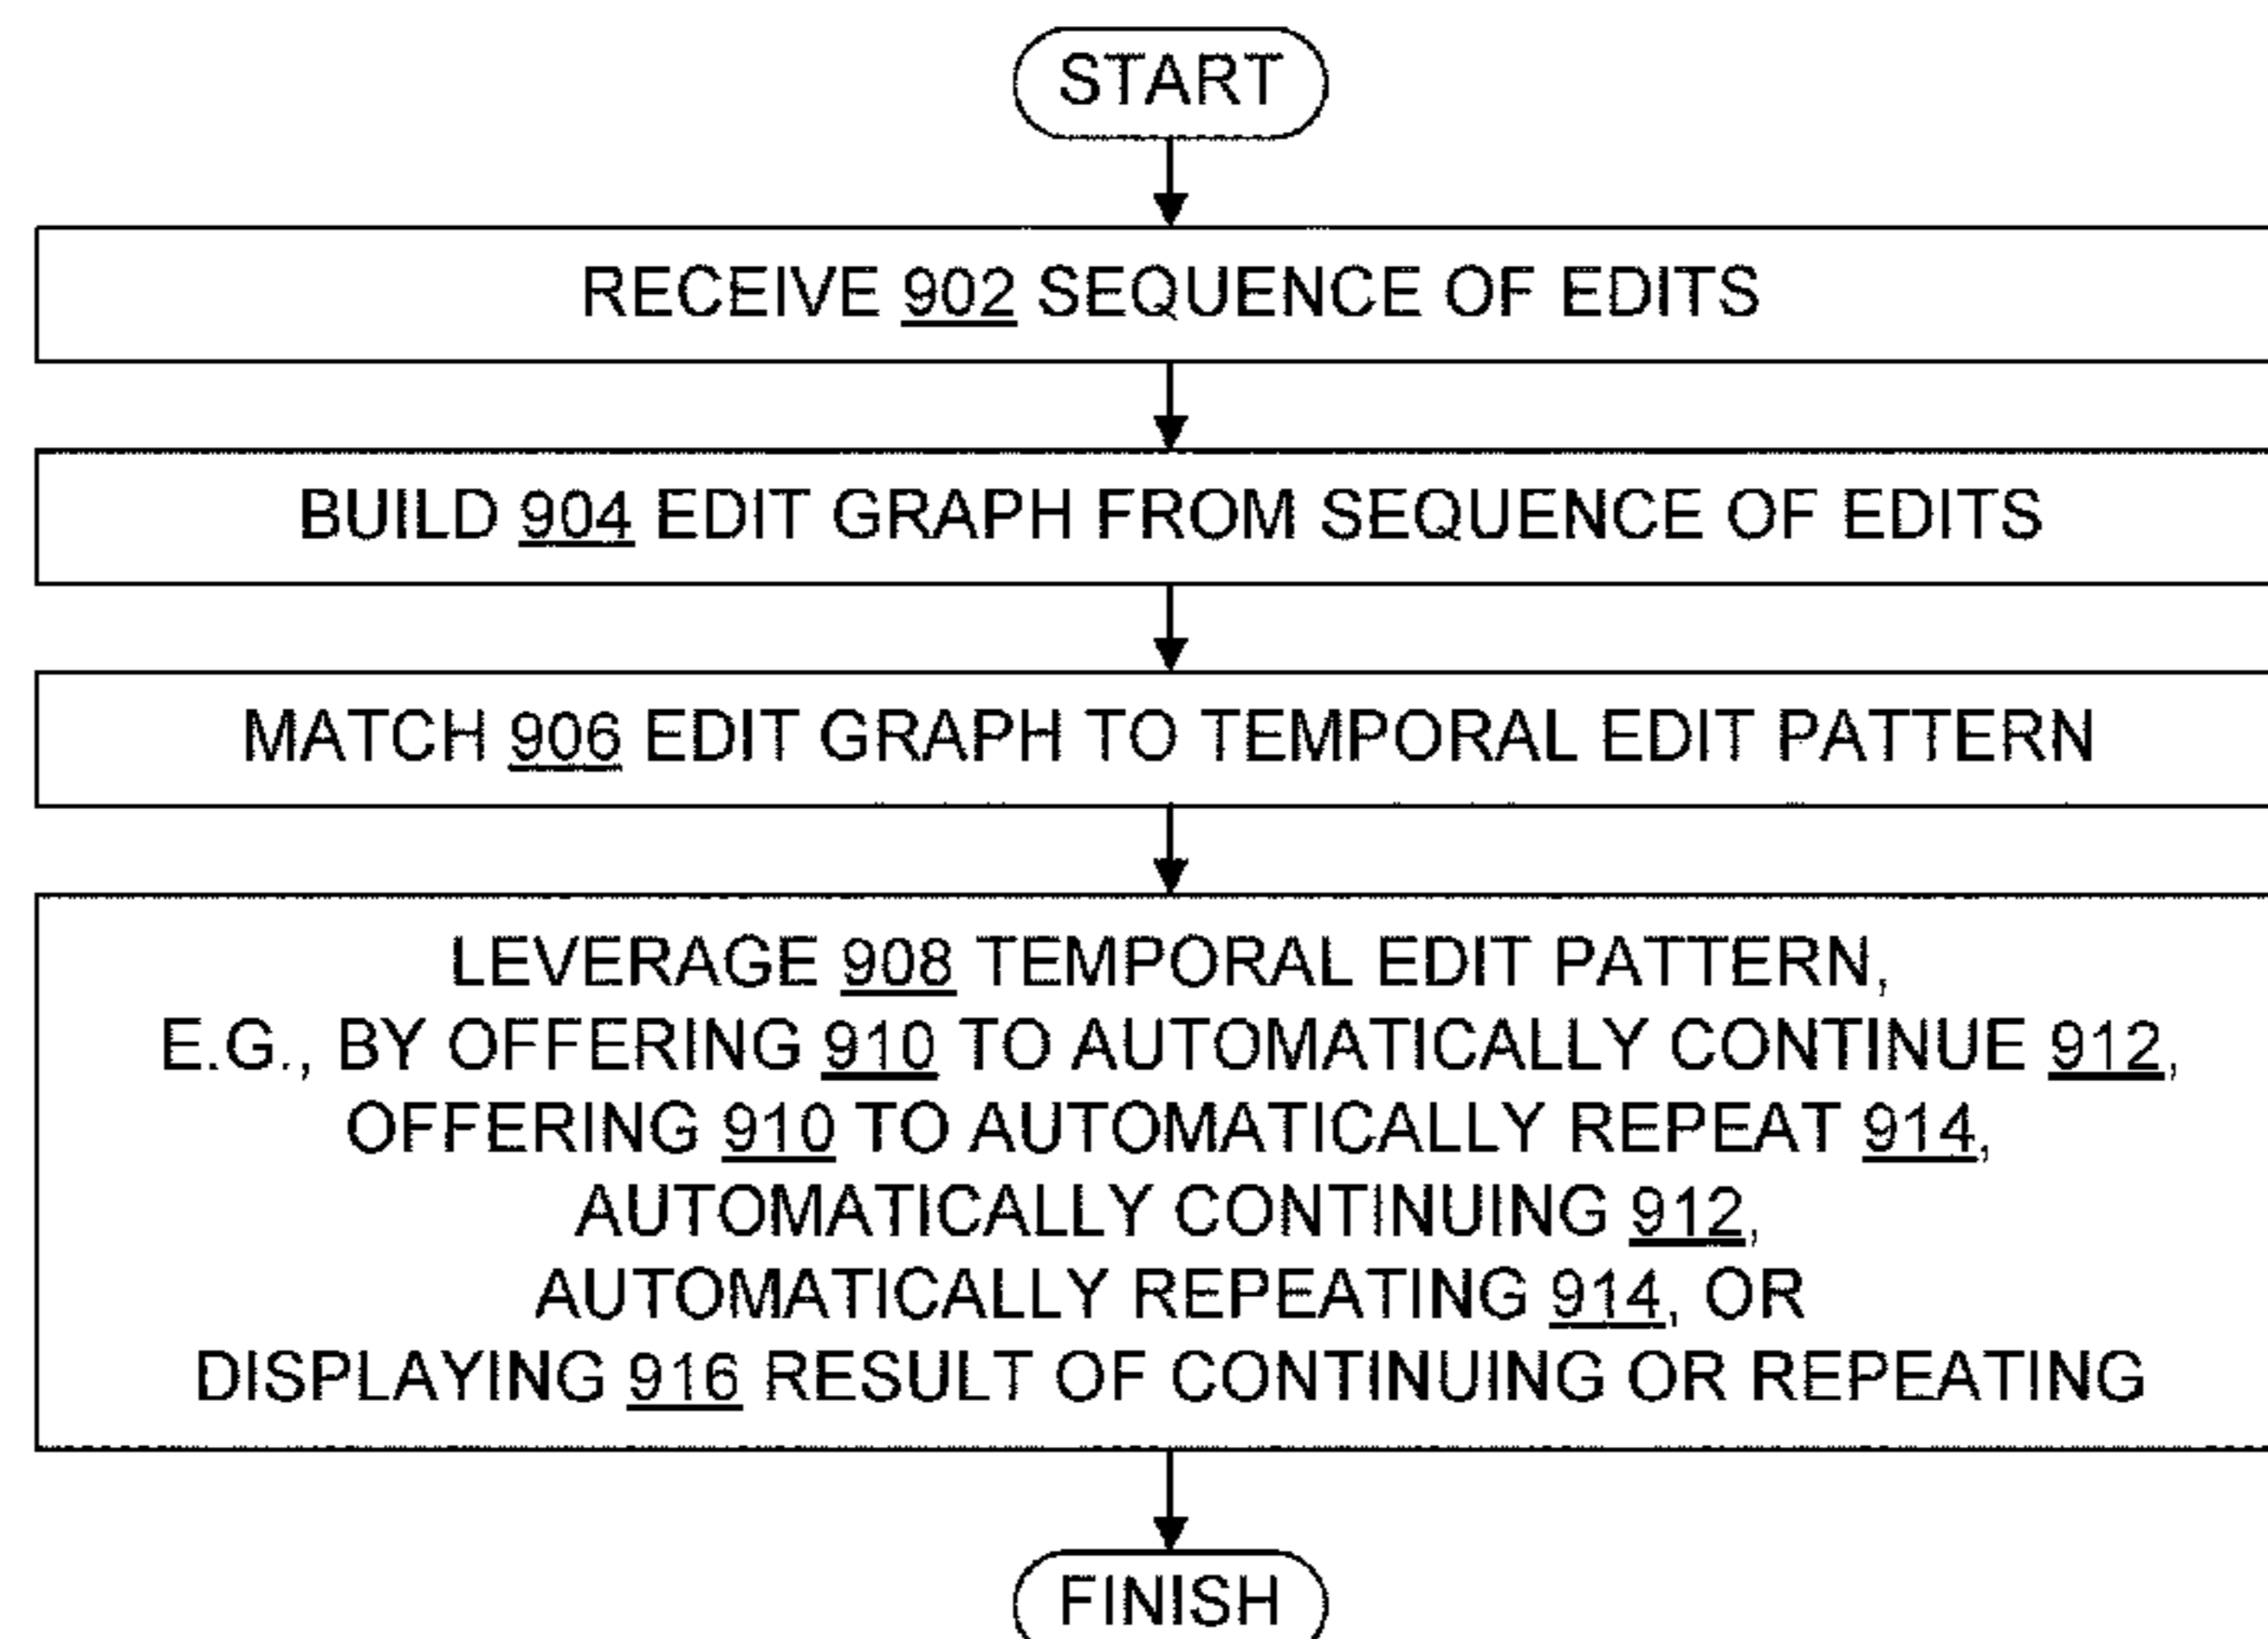 START
RECEIVE 902 SEQUENCE OF EDITS
BUILD 904 EDIT GRAPH FROM SEQUENCE OF EDITS
MATCH 906 EDIT GRAPH TO TEMPORAL EDIT PATTERN
LEVERAGE 908 TEMPORAL EDIT PATTERN,
E.G., BY OFFERING 910 TO AUTOMATICALLY CONTINUE 912,
OFFERING 910 TO AUTOMATICALLY REPEAT 914,
AUTOMATICALLY CONTINUING 912,
AUTOMATICALLY REPEATING 914, OR
DISPLAYING 916 RESULT OF CONTINUING OR REPEATING
FINISH